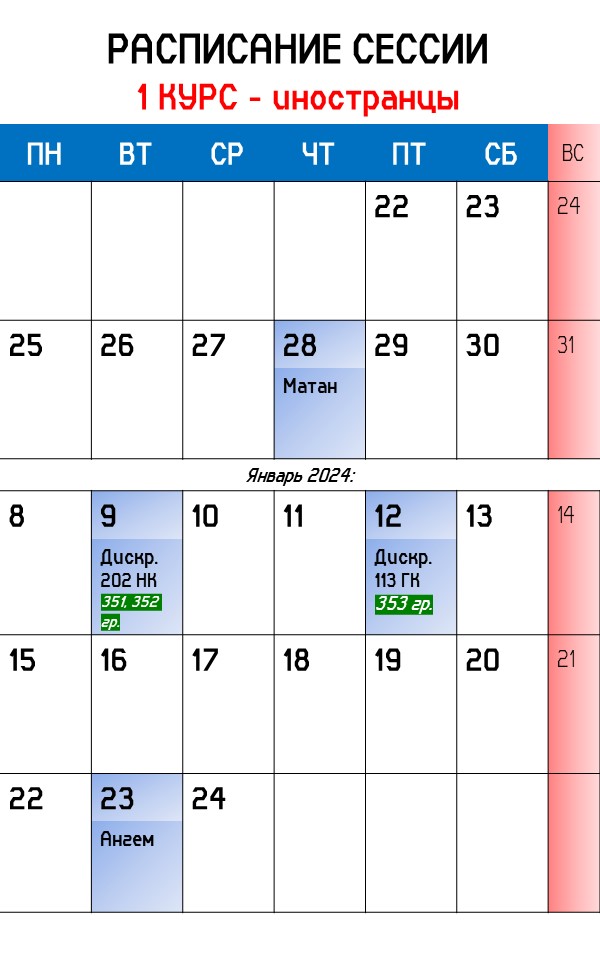 РАСПИСАНИЕ СЕССИИ
1 КУРС - иностранцы
ПН ВТ СР ЧТ ПТ СБ ВС
22 23 24
25 26 27 28 29 30 31
Матан
Январь 2024:
8 9 10 11 12 13 14
Дискр. Дискр.
202 НК 113 ГК
351, 352 353 гр.
гр.
15 16 17 18 19 20 21
22 23 24
Ангем